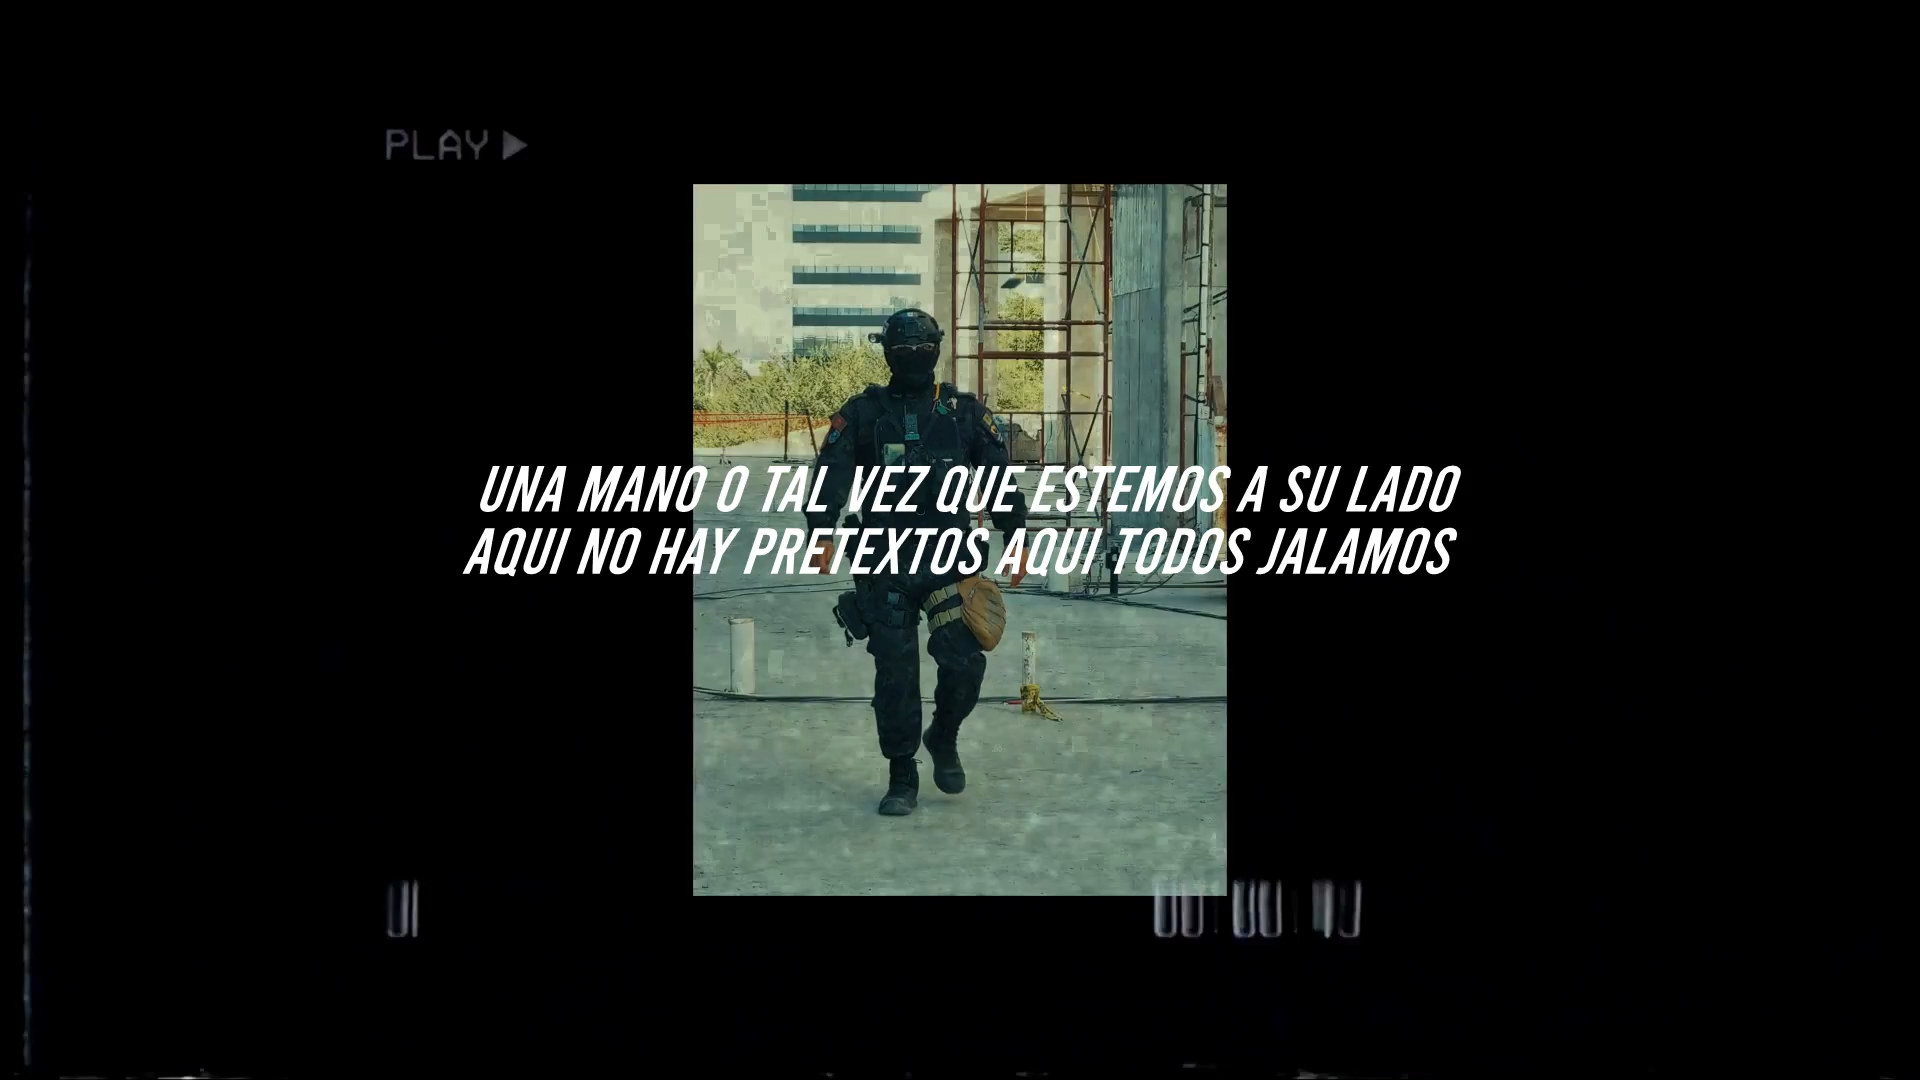 PLAY
UNA MANO O TAL VEZ QUE ESTEMOS A SU LADO
AQUI NO HAY PRETEXTOS AQUI TODOS JALAMOS